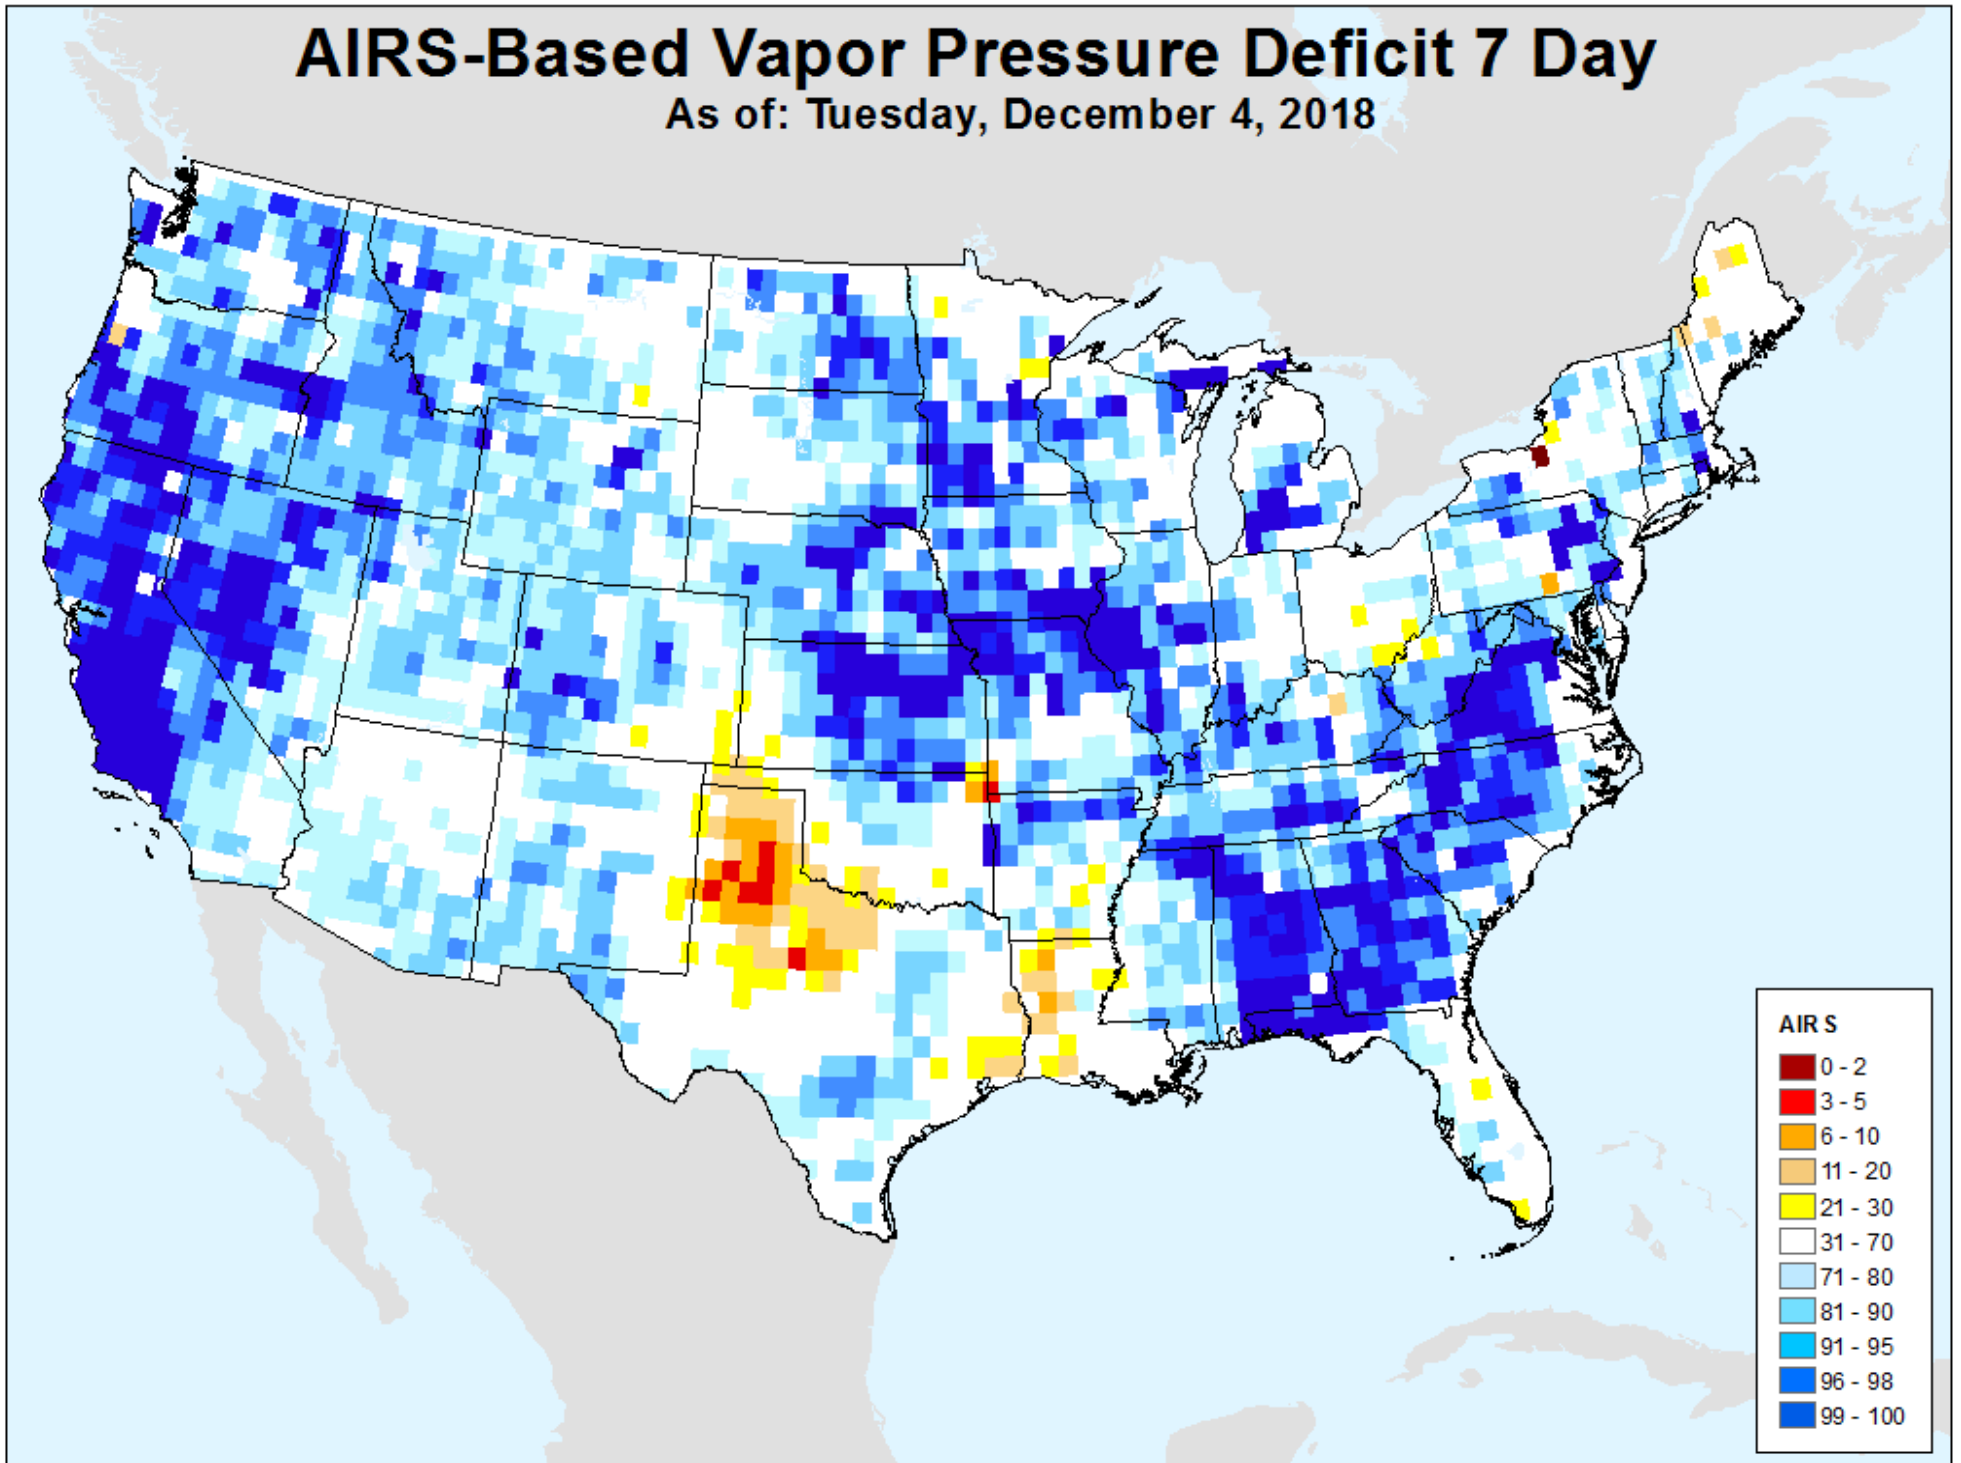 AIRS-Based Vapor Pressure Deficit 7 Day
As of: Tuesday, December 4, 2018
AIRS
0 - 2
3 - 5
6 - 10
11 - 20
21 - 30
31 - 70
71 - 80
81 - 90
91 - 95
96 - 98
99 - 100